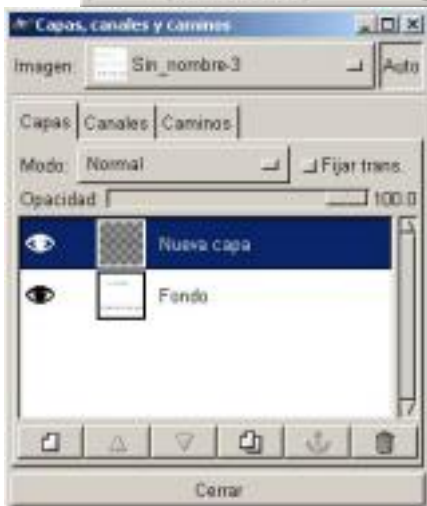 Capas, canales y caminos
Imagen: Sin_nombre-3 Auto
Capas Canales Caminos
Modo: Normal Fijar trans.
Opacidad 100.0
Nueva capa
Fondo
Cerrar